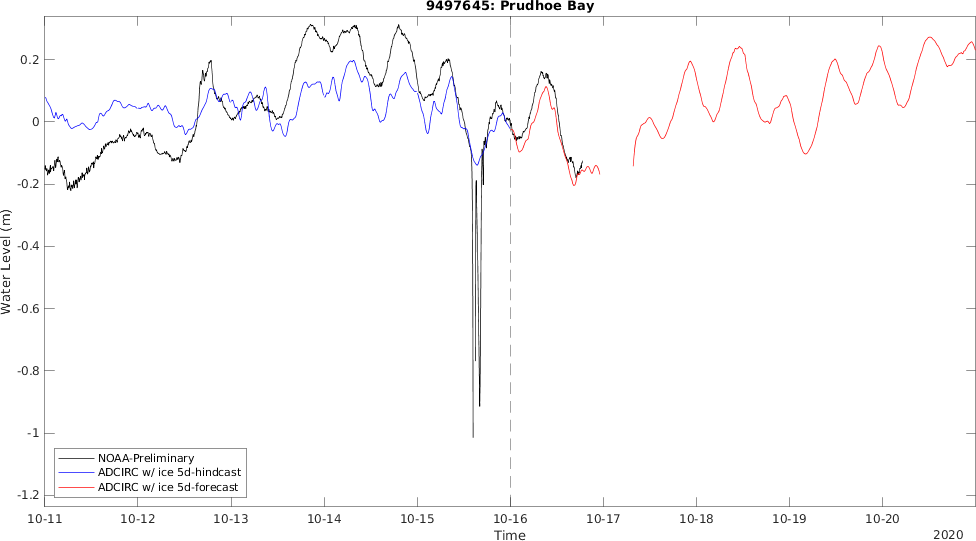 9497645: Prudhoe Bay
Water Level (m)
0.2
0
-0.2
-0.4
-0.6
-0.8
-1
-1.2
NOAA-Preliminary
ADCIRC w/ ice 5d-hindcast
ADCIRC w/ ice 5d-forecast
10-11 10-12 10-13 10-14 10-15 10-16 10-17 10-18 10-19 10-20
Time
2020